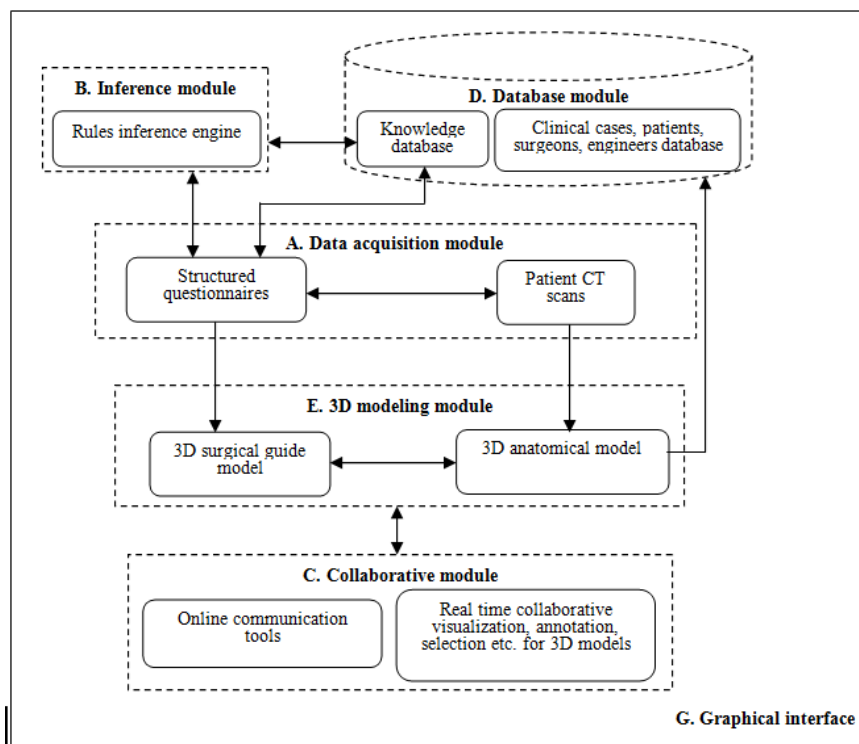 B. Inference module
Rules inference engine
D. Database module
Knowledge
database
Clinical cases, patients,
surgeons, engineers database
A. Data acquisition module
Structured
questionnaires
Patient CT
scans
E. 3D modeling module
3D surgical guide
model
3D anatomical model
C. Collaborative module
Online communication
tools
Real time collaborative
visualization, annotation,
selection etc. for 3D models
G. Graphical interface